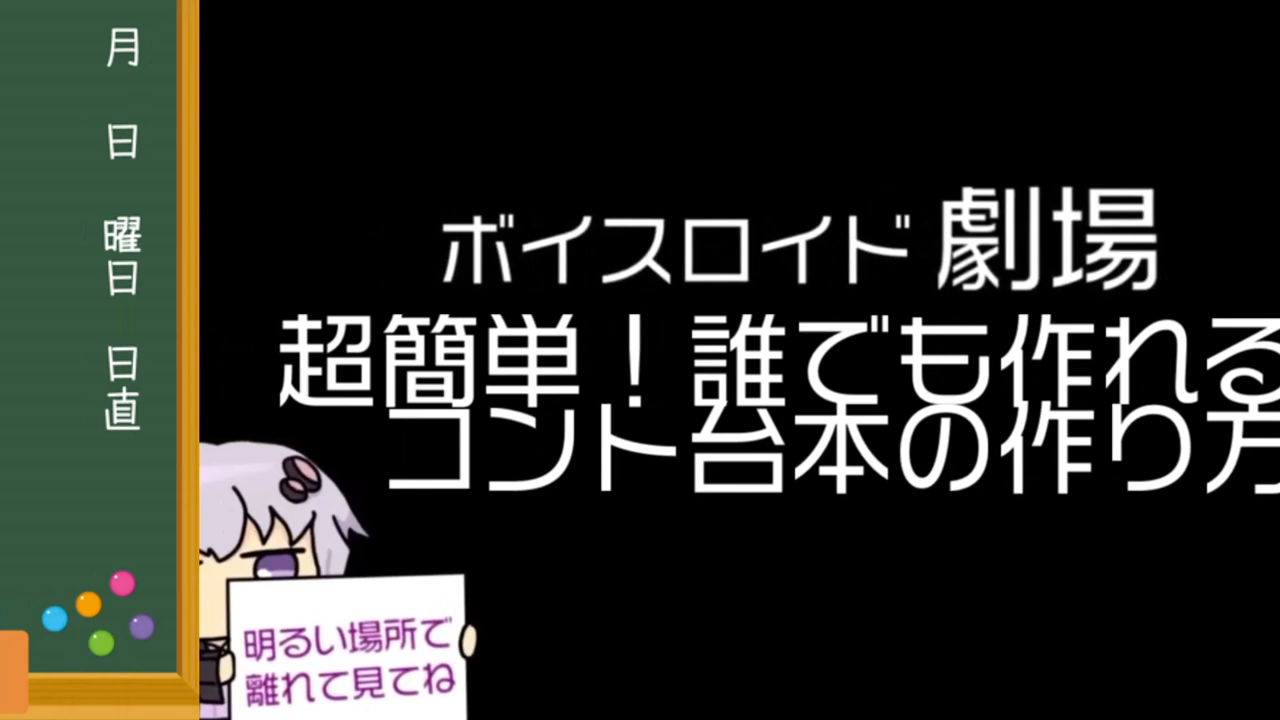 月 日 曜日 日直
ボイスロイド劇場
超簡単！誰でも作れる
コント台本の作り方
明るい場所で
離れて見てね